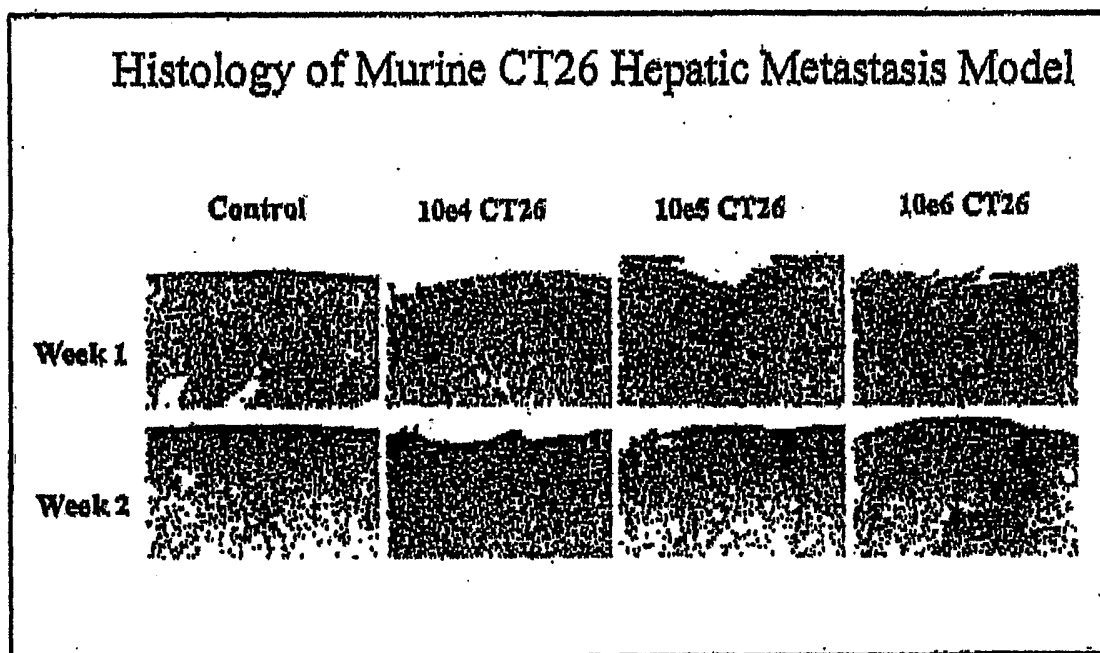 Histology of Murine CT26 Hepatic Metastasis Model
Control 10e4 CT26 10e5 CT26 10e6 CT26
Week 1
Week 2